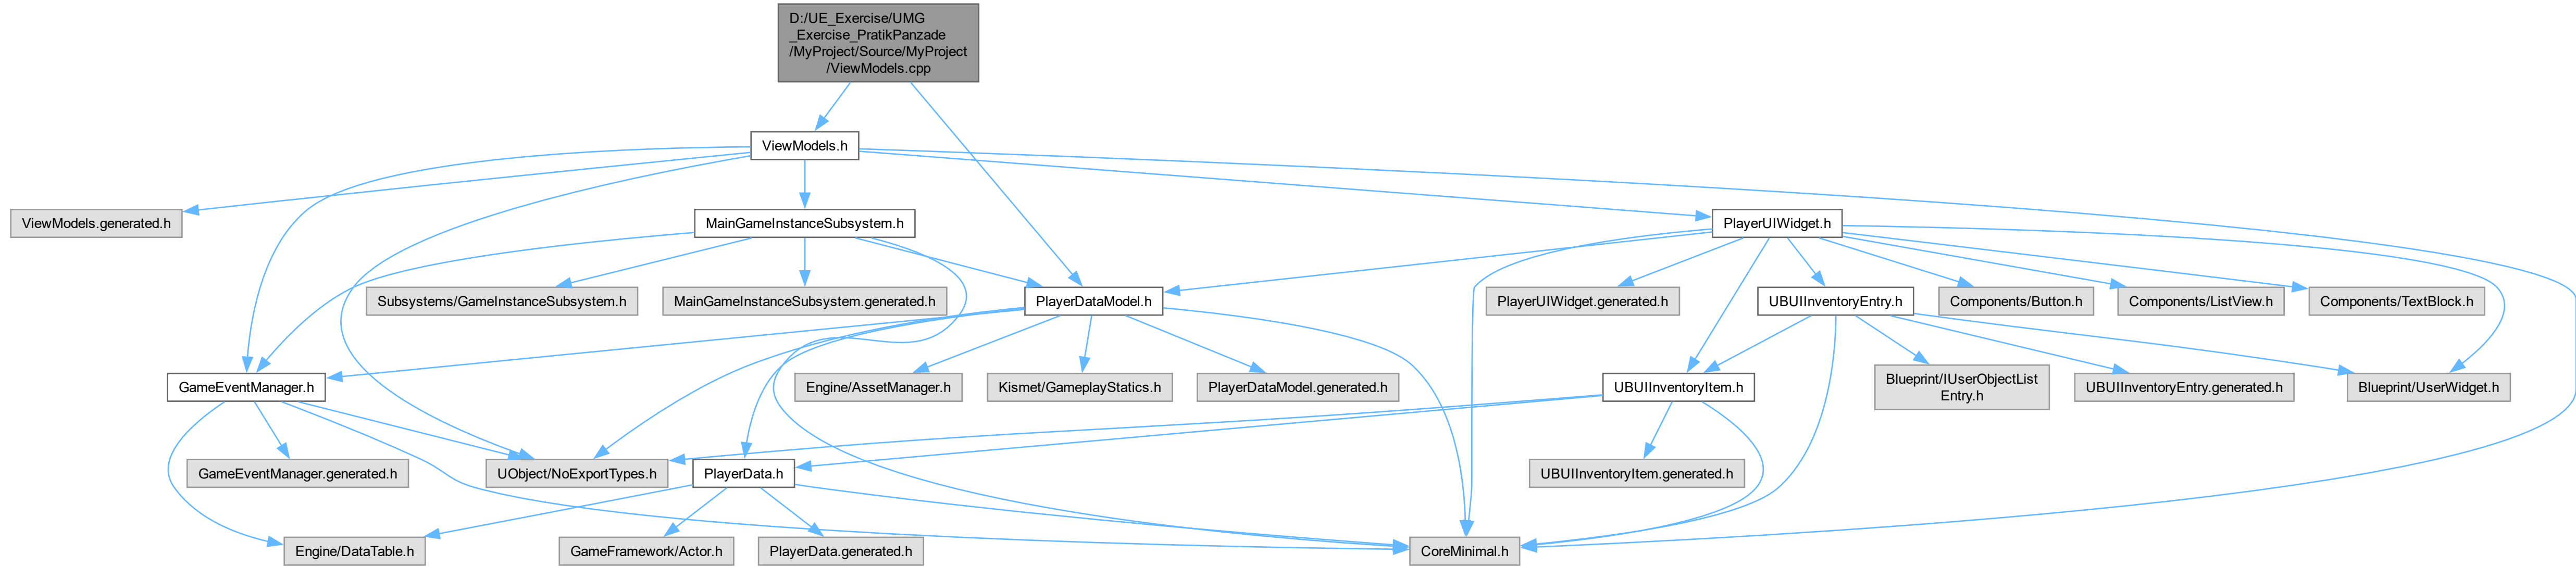 D:/UE_Exercise/UMG
_Exercise_PratikPanzade
/MyProject/Source/MyProject
/ViewModels.cpp
ViewModels.h
ViewModels.generated.h
MainGameInstanceSubsystem.h
PlayerUIWidget.h
Subsystems/GameInstanceSubsystem.h
MainGameInstanceSubsystem.generated.h
PlayerDataModel.h
PlayerUIWidget.generated.h
UBUIInventoryEntry.h
Components/Button.h
Components/ListView.h
Components/TextBlock.h
GameEventManager.h
Engine/AssetManager.h
Kismet/GameplayStatics.h
PlayerDataModel.generated.h
UBUIInventoryItem.h
Blueprint/IUserObjectList
Entry.h
UBUIInventoryEntry.generated.h
Blueprint/UserWidget.h
GameEventManager.generated.h
UObject/NoExportTypes.h
PlayerData.h
UBUIInventoryItem.generated.h
Engine/DataTable.h
GameFramework/Actor.h
PlayerData.generated.h
CoreMinimal.h